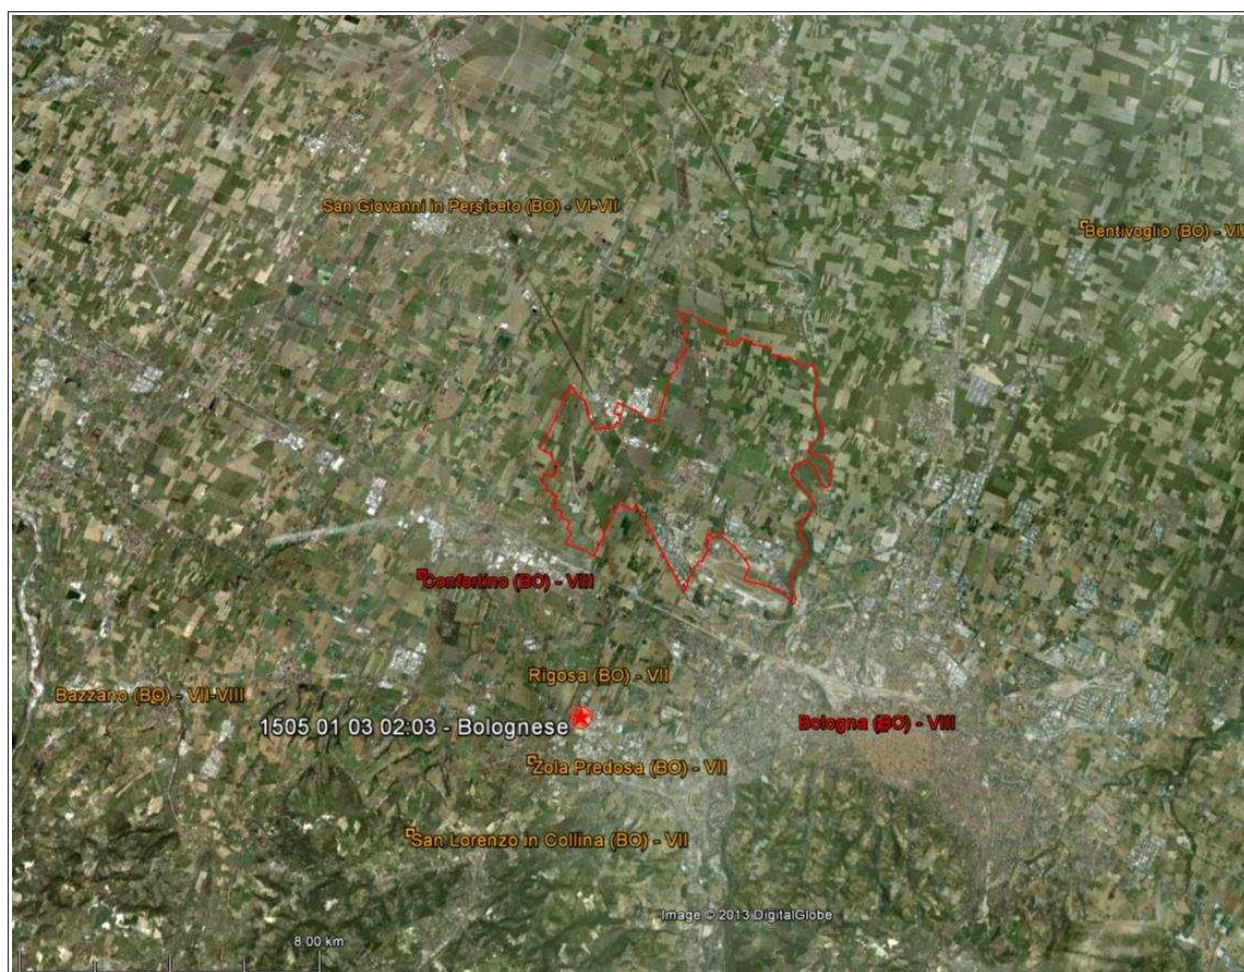 San Giovanni in Persiceto (BO) - VI-VII
Bentivoglio (BO) - VII
Confortino (BO) - VIII
Rigosa (BO) - VII
Bazzano (BO) - VII-VIII
1505 01 03 02:03 - Bolognese
Bologna (BO) - VIII
Zola Predosa (BO) - VII
San Lorenzo in Collina (BO) - VII
Image © 2013 DigitalGlobe
8.00 km